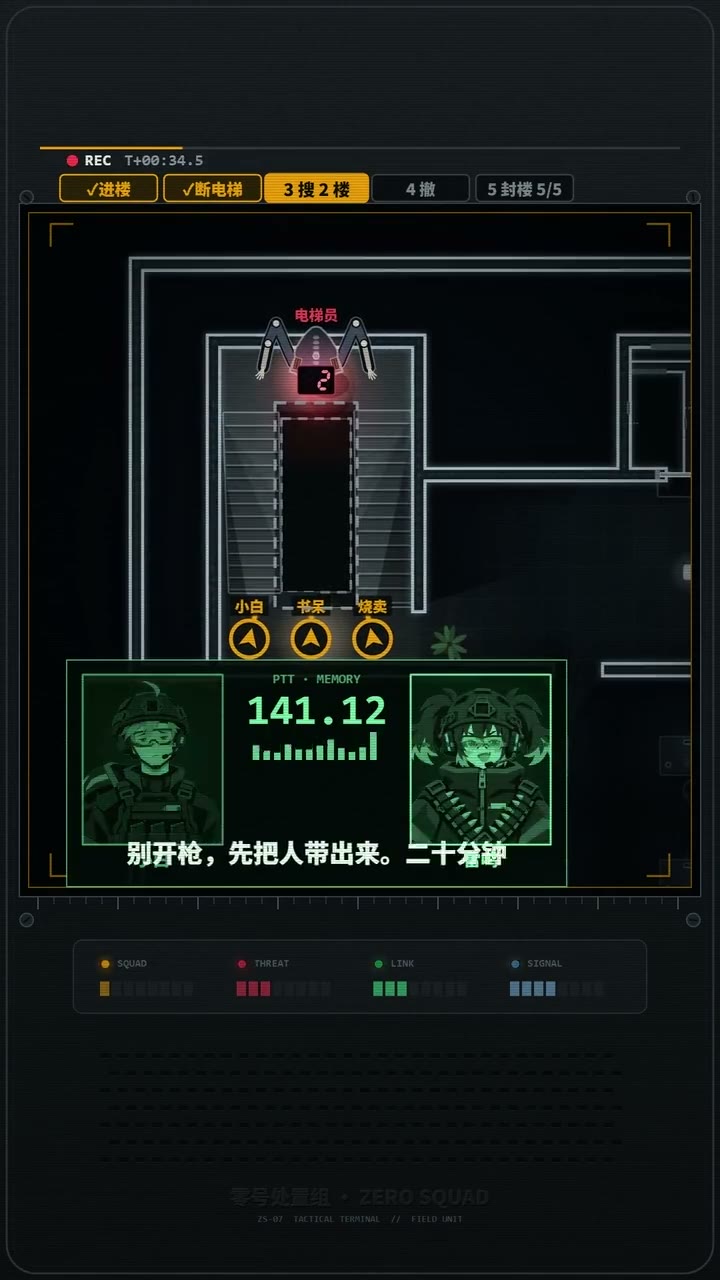 REC T+00:34.5
✓进楼 ✓断电梯 3 搜 2 楼 4 撤 5 封楼 5/5
电梯员
2
小白 书呆 烧卖
PTT · MEMORY
141.12
别开枪，先把人带出来。二十分钟
SQUAD THREAT LINK SIGNAL
零号处置组 · ZERO SQUAD
ZS-07 TACTICAL TERMINAL // FIELD UNIT